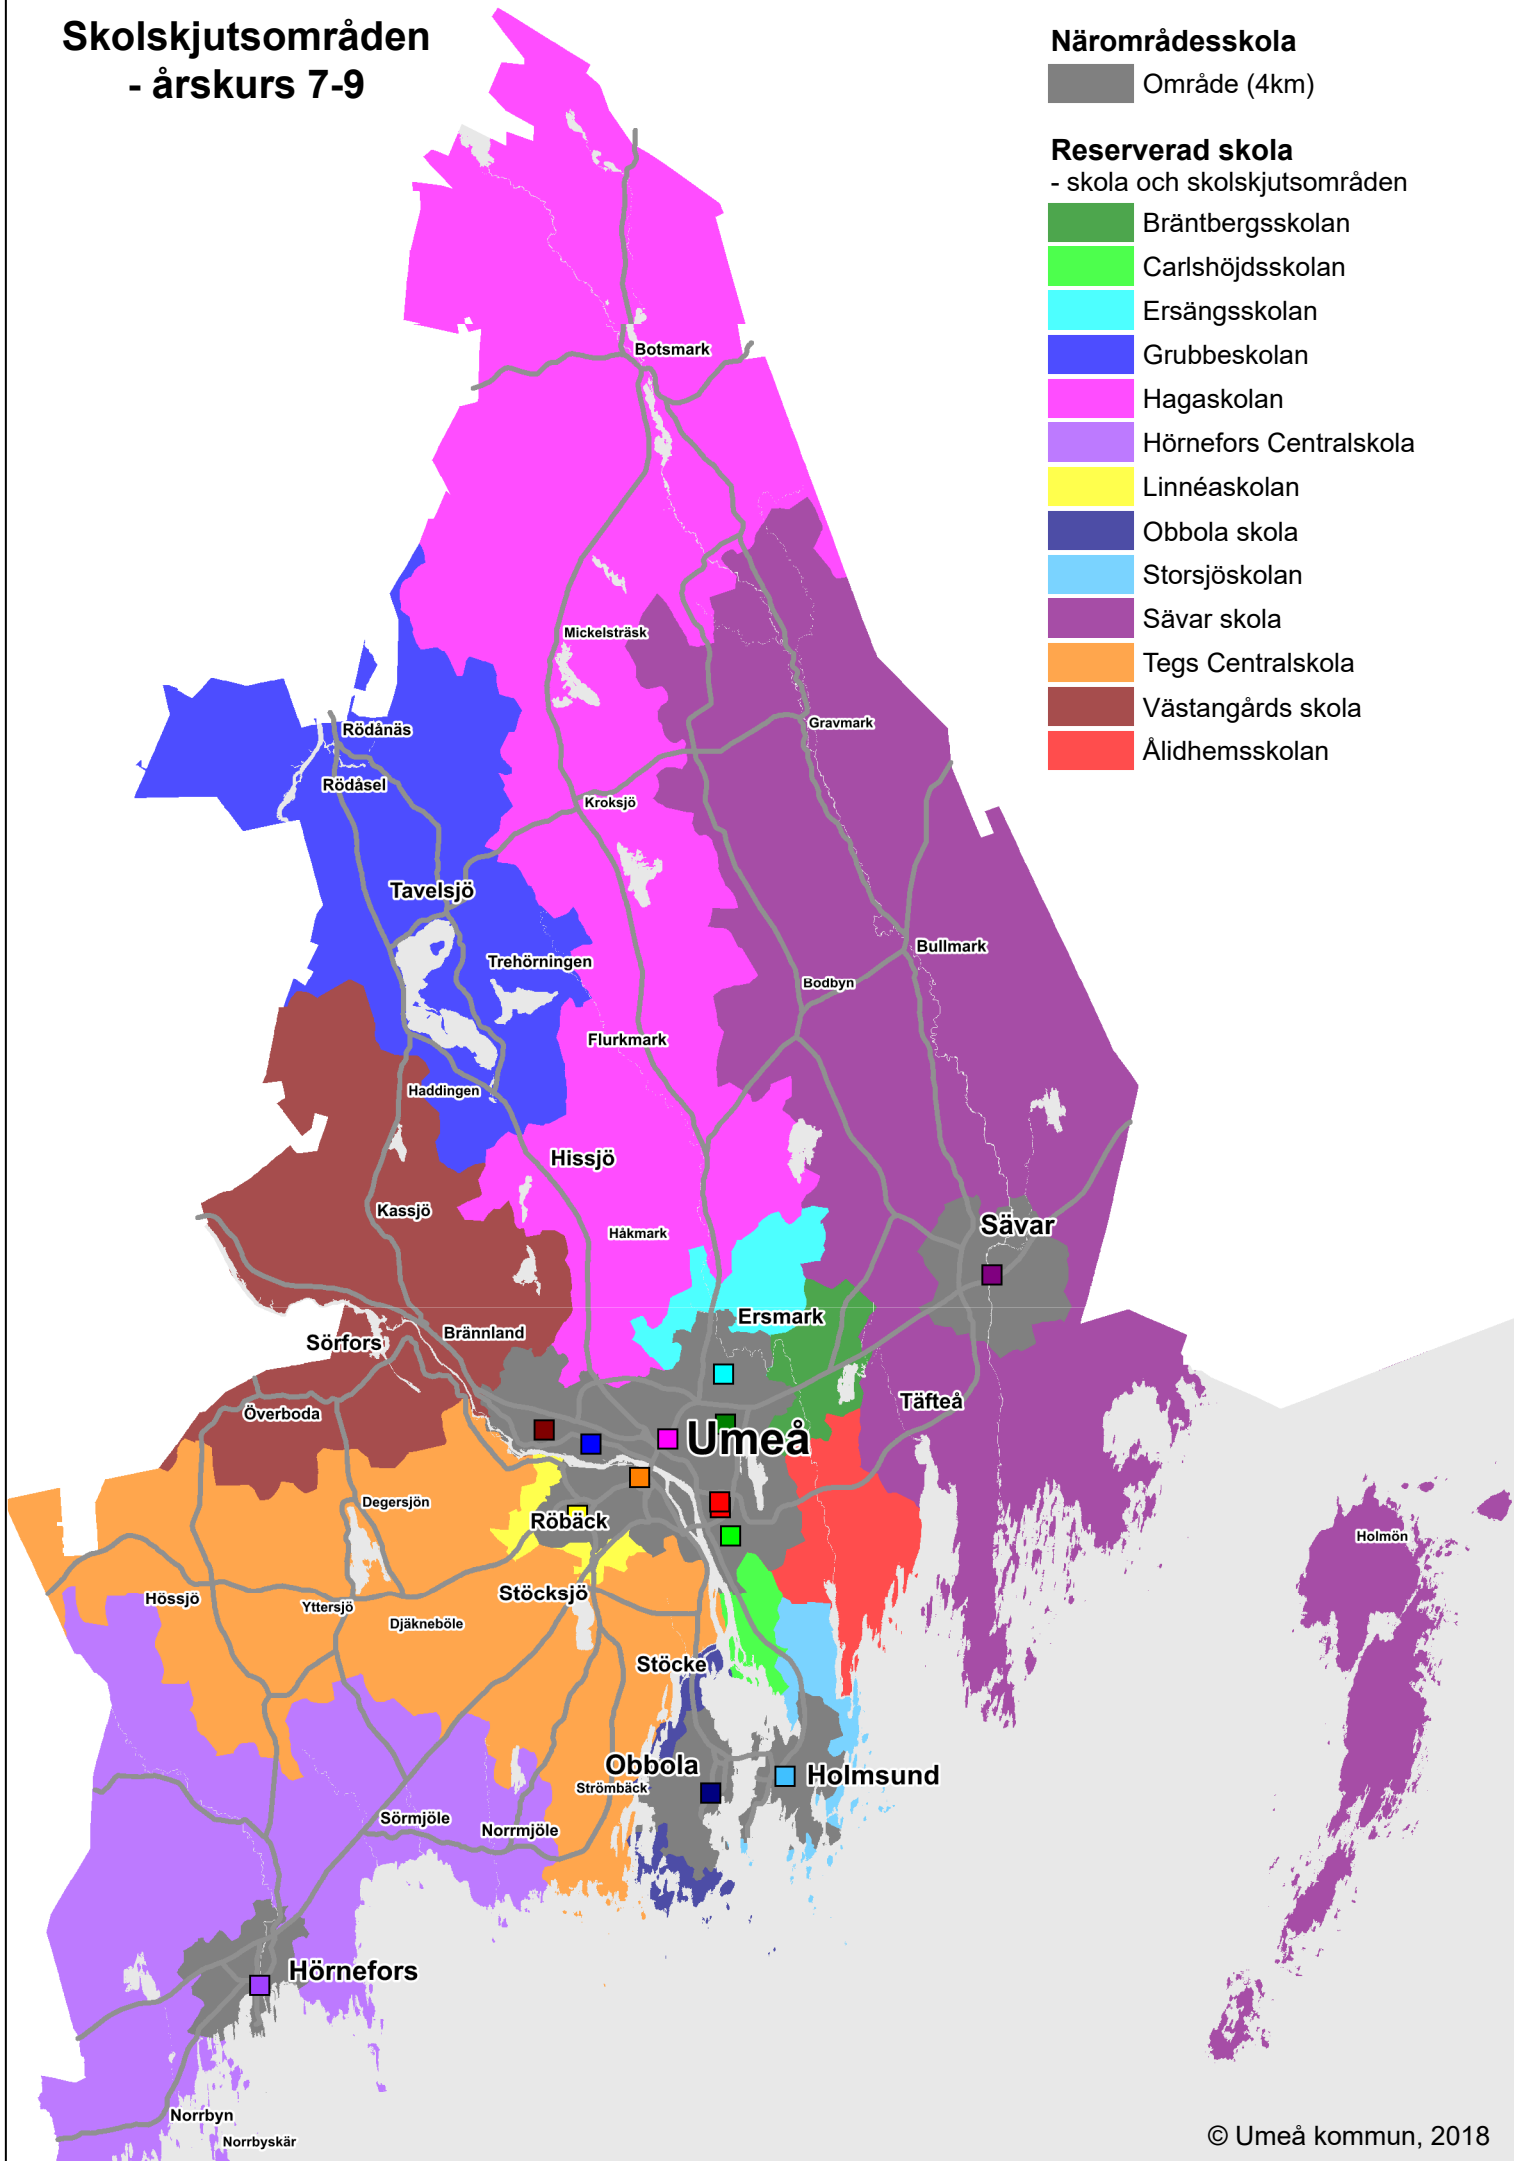 Skolskjutsområden
- årskurs 7-9
Närområdesskola
Område (4km)
Reserverad skola
- skola och skolskjutsområden
Bräntbergsskolan
Carlshöjdsskolan
Ersängsskolan
Grubbeskolan
Hagaskolan
Hörnefors Centralskola
Linnéaskolan
Obbola skola
Storsjöskolan
Sävar skola
Tegs Centralskola
Västangårds skola
Ålidhemsskolan
Botsmark
Mickelsträsk
Gravmark
Rödånäs
Rödåsel
Kroksjö
Tavelsjö
Bullmark
Trehörningen
Bodbyn
Flurkmark
Haddingen
Hissjö
Kassjö
Sävar
Håkmark
Ersmark
Brännland
Sörfors
Täfteå
Överboda
Umeå
Degersjön
Röbäck
Holmön
Stöcksjö
Hössjö
Yttersjö
Djäkneböle
Stöcke
Obbola
Holmsund
Strömbäck
Sörmjöle
Norrmjöle
Hörnefors
Norrbyn
Norrbyskär
© Umeå kommun, 2018